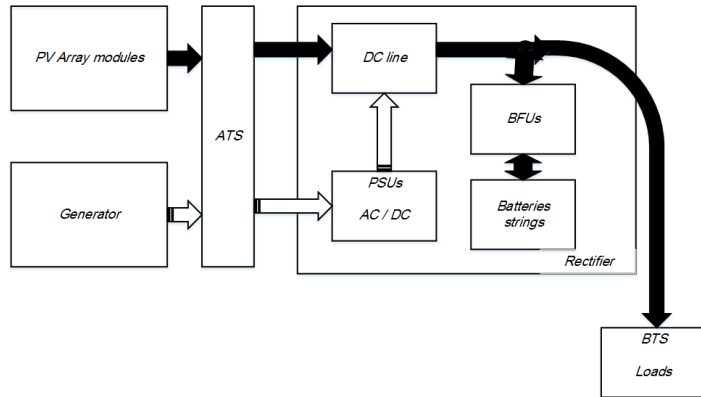 PV Array modules
DC line
ATS
BFUs
Generator
PSUs
AC / DC
Batteries
strings
Rectifier
BTS
Loads